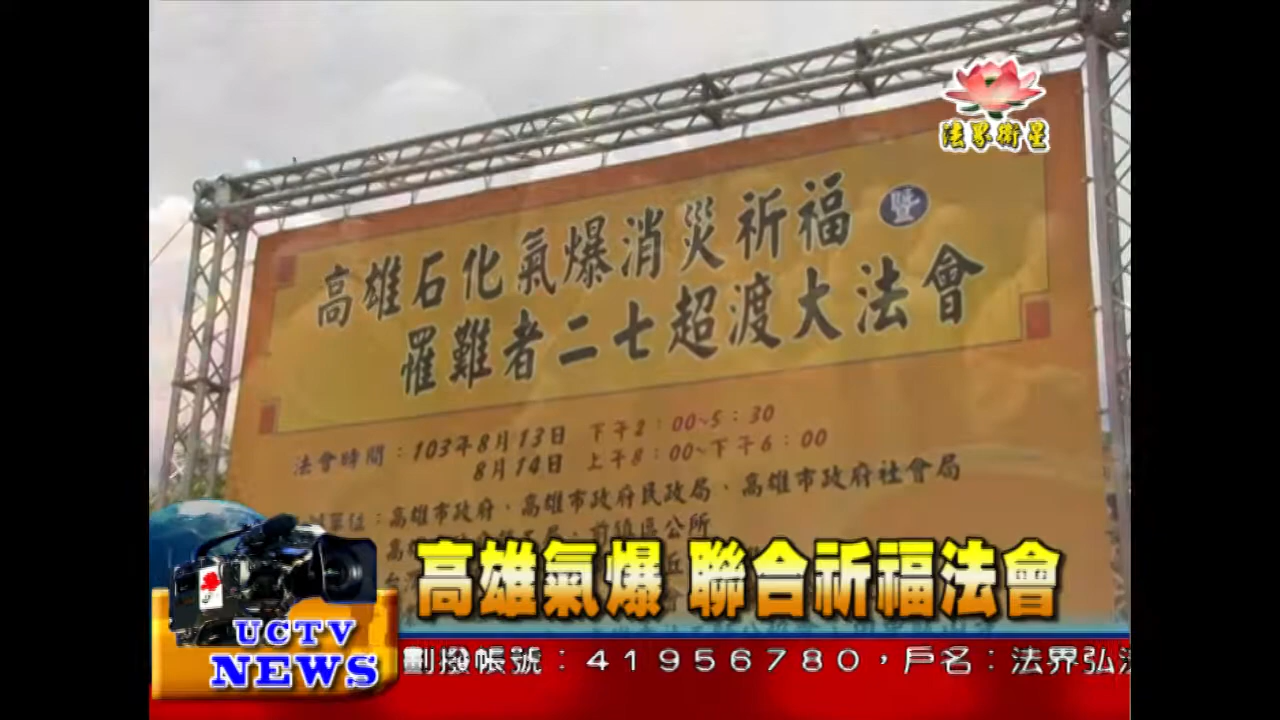 法界衛星
高雄石化氣爆消災祈福 暨
罹難者二七超渡大法會
法會時間：103年8月13日 下午2：00~5：30
8月14日 上午8：00~下午6：00
單位：高雄市政府、高雄市政府民政局、高雄市政府社會局
前鎮區公所
高雄氣爆 聯合祈福法會
UCTV
NEWS
劃撥帳號：41956780，戶名：法界弘法